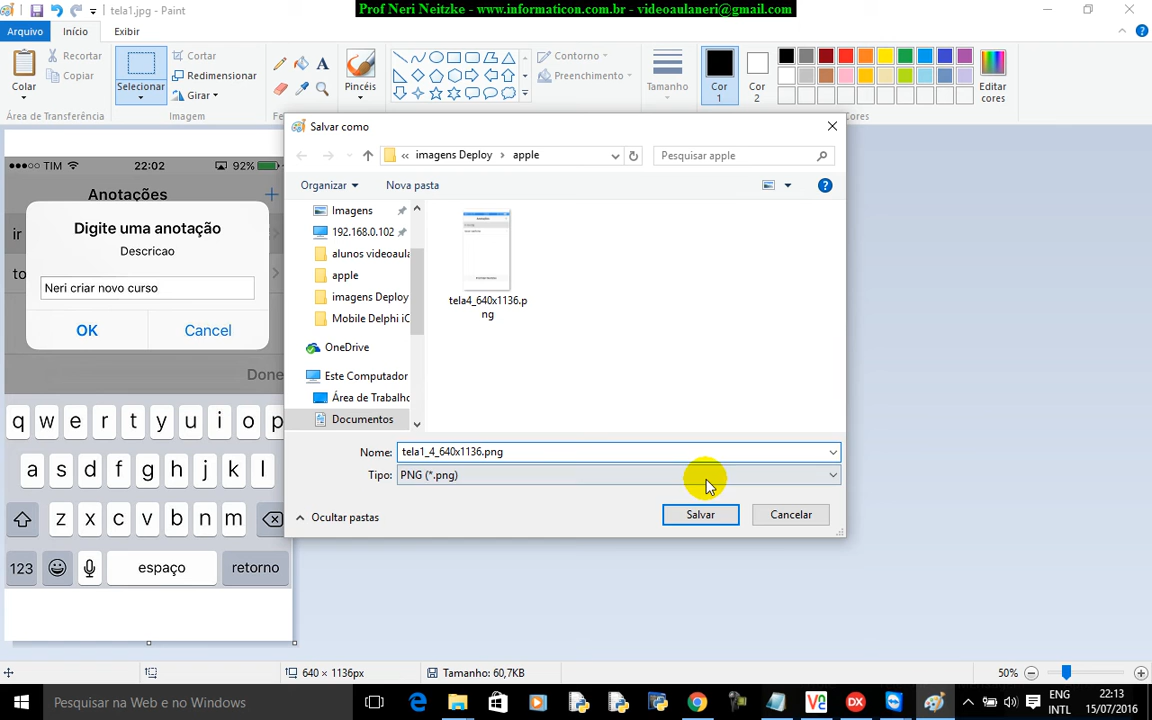 Prof Neri Neitzke - www.informaticon.com.br - videoaulaneri@gmail.com
tela1.jpg - Paint
Arquivo Início Exibir
Colar
Recortar
Copiar
Área de Transferência
Selecionar
Cortar
Redimensionar
Girar
Imagem
Pincéis
Contorno
Preenchimento
Tamanho
Cor 1
Cor 2
Editar cores
Cores
TIM 22:02 92%
Anotações +
ir
to
Digite uma anotação
Descricao
Neri criar novo curso
OK Cancel
Done
q w e r t y u i o p
a s d f g h j k l
z x c v b n m
123 espaço retorno
Salvar como
« imagens Deploy > apple
Pesquisar apple
Organizar Nova pasta
Imagens
192.168.0.102
alunos videoaula
apple
imagens Deploy
Mobile Delphi iO
OneDrive
Este Computador
Área de Trabalho
Documentos
tela4_640x1136.p
ng
Nome: tela1_4_640x1136.png
Tipo: PNG (*.png)
Ocultar pastas Salvar Cancelar
640 × 1136px Tamanho: 60,7KB 50%
Pesquisar na Web e no Windows
ENG
INTL
22:13
15/07/2016